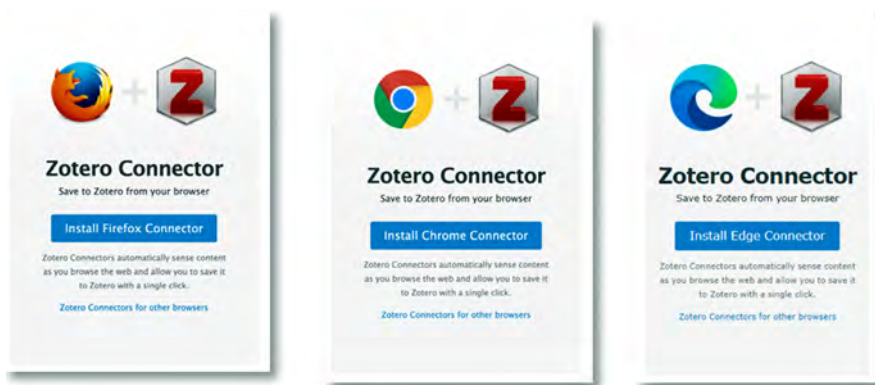 Zotero Connector
Save to Zotero from your browser
Install Firefox Connector
Zotero Connectors automatically sense content
as you browse the web and allow you to save it
to Zotero with a single click.
Zotero Connectors for other browsers
Zotero Connector
Save to Zotero from your browser
Install Chrome Connector
Zotero Connectors automatically sense content
as you browse the web and allow you to save it
to Zotero with a single click.
Zotero Connectors for other browsers
Zotero Connector
Save to Zotero from your browser
Install Edge Connector
Zotero Connectors automatically sense content
as you browse the web and allow you to save it
to Zotero with a single click.
Zotero Connectors for other browsers